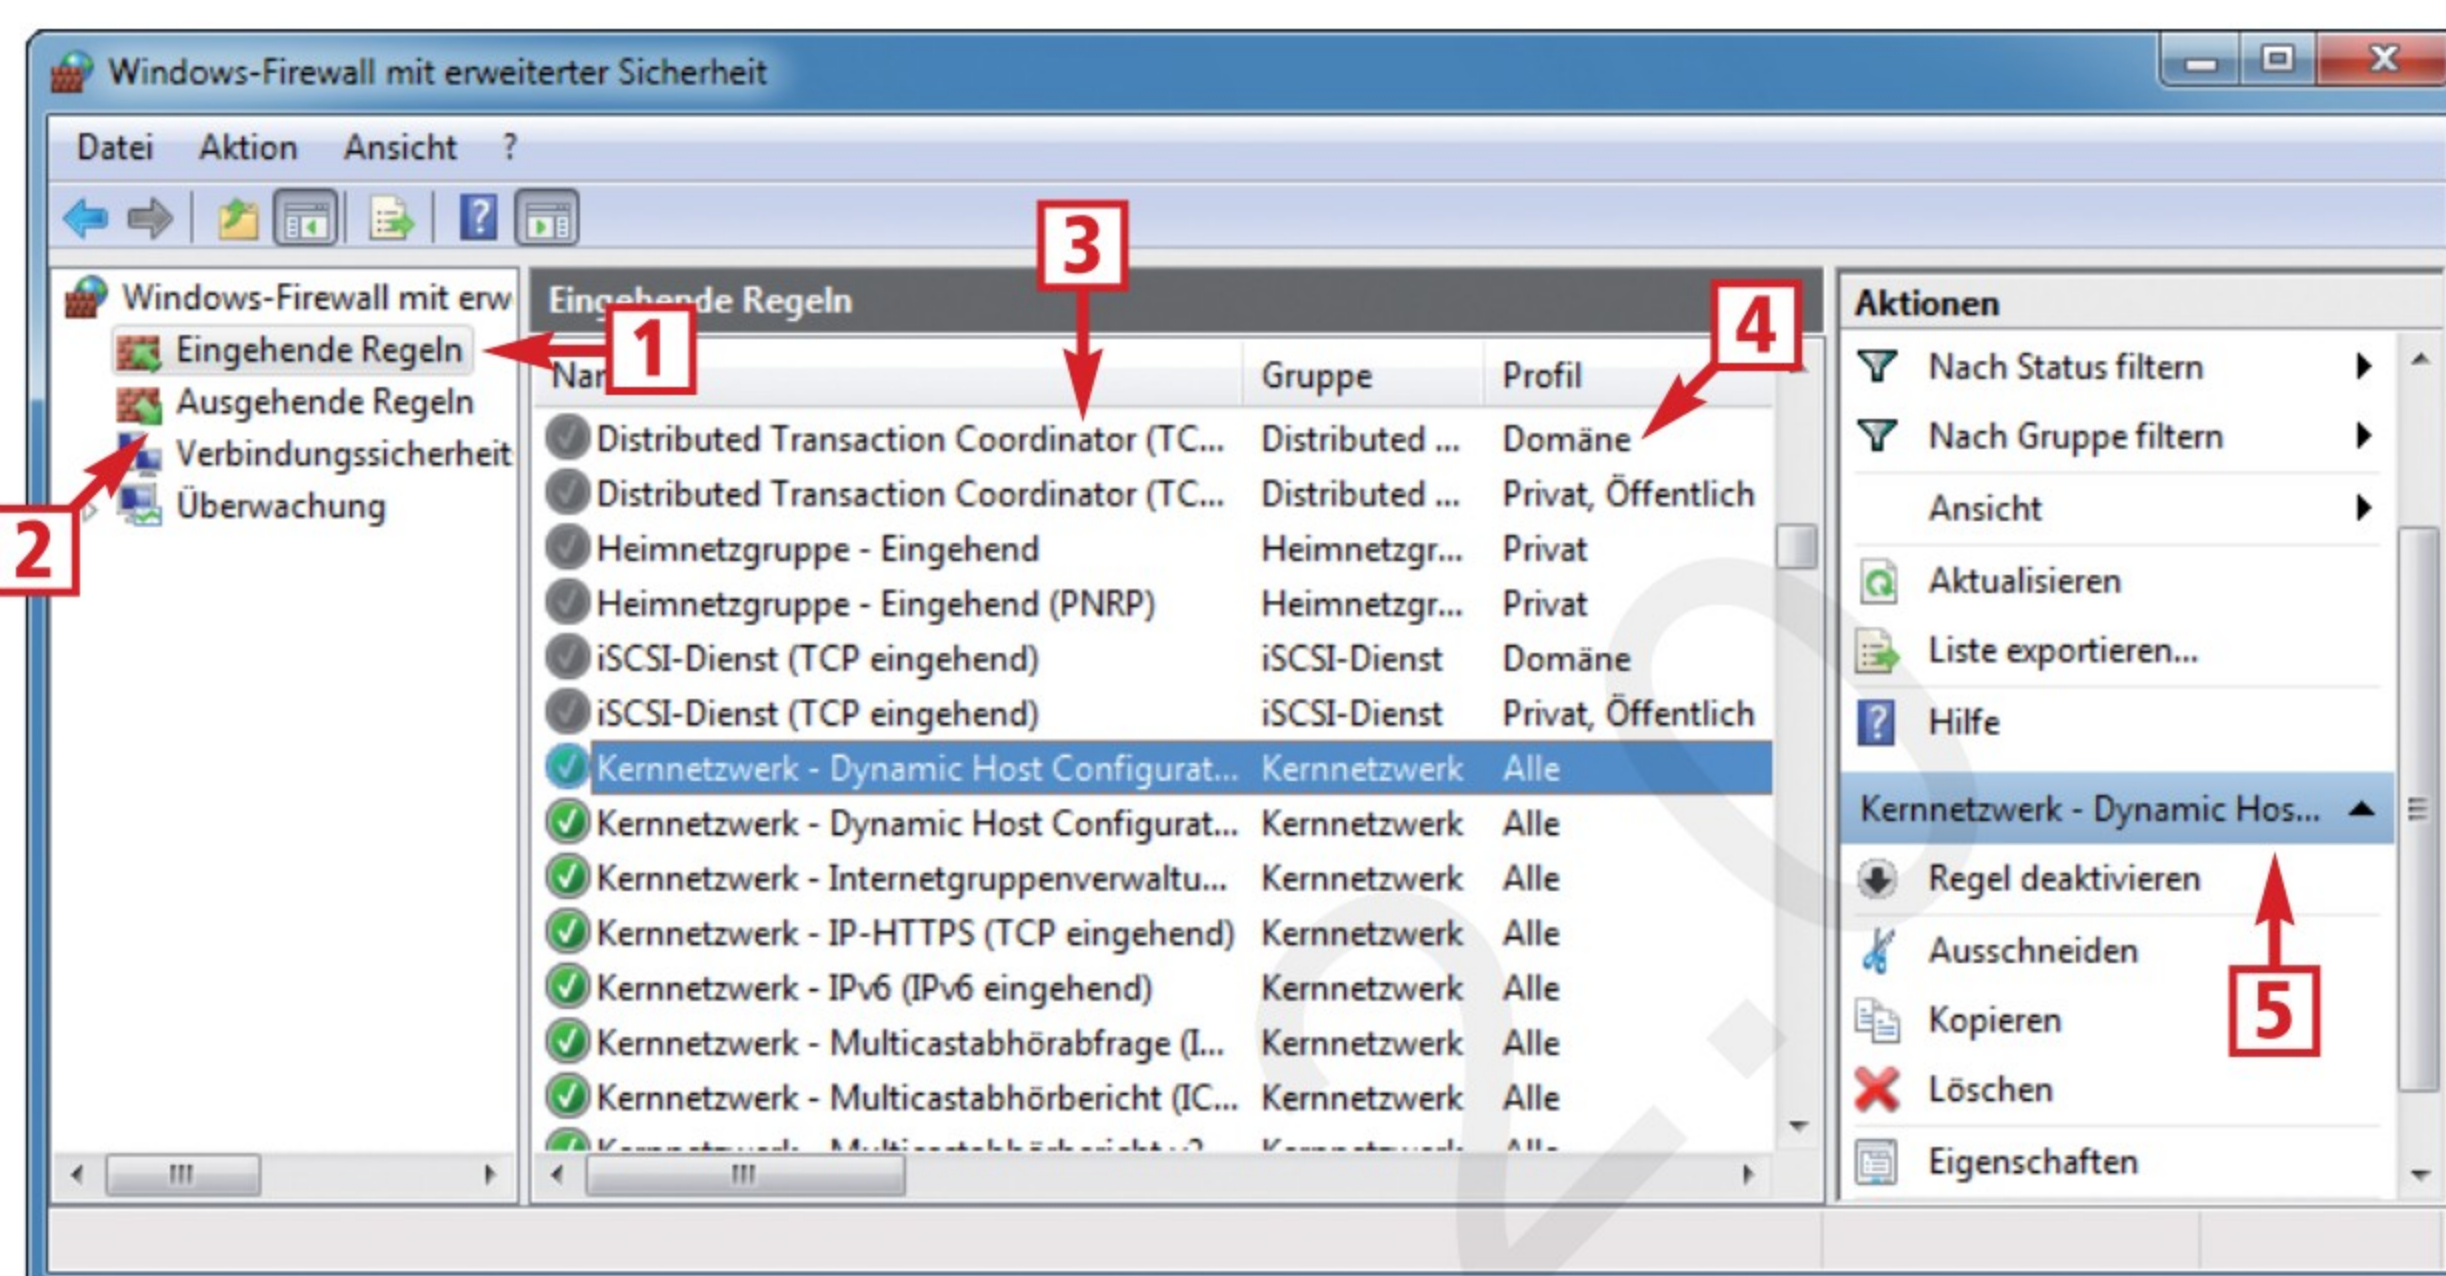 Windows-Firewall mit erweiterter Sicherheit
Datei Aktion Ansicht ?
3
Windows-Firewall mit erw
Eingehende Regeln
Ausgehende Regeln
Verbindungssicherheit
Überwachung
1
2
Eingehende Regeln
4
Gruppe Profil
Distributed Transaction Coordinator (TC... Distributed ... Domäne
Distributed Transaction Coordinator (TC... Distributed ... Privat, Öffentlich
Heimnetzgruppe - Eingehend Heimnetzgr... Privat
Heimnetzgruppe - Eingehend (PNRP) Heimnetzgr... Privat
iSCSI-Dienst (TCP eingehend) iSCSI-Dienst Domäne
iSCSI-Dienst (TCP eingehend) iSCSI-Dienst Privat, Öffentlich
Kernnetzwerk - Dynamic Host Configurat... Kernnetzwerk Alle
Kernnetzwerk - Dynamic Host Configurat... Kernnetzwerk Alle
Kernnetzwerk - Internetgruppenverwaltu... Kernnetzwerk Alle
Kernnetzwerk - IP-HTTPS (TCP eingehend) Kernnetzwerk Alle
Kernnetzwerk - IPv6 (IPv6 eingehend) Kernnetzwerk Alle
Kernnetzwerk - Multicastabhörabfrage (I... Kernnetzwerk Alle
Kernnetzwerk - Multicastabhörbericht (IC... Kernnetzwerk Alle
Aktionen
Nach Status filtern
Nach Gruppe filtern
Ansicht
Aktualisieren
Liste exportieren...
Hilfe
Kernnetzwerk - Dynamic Hos...
Regel deaktivieren
Ausschneiden
Kopieren
Löschen
Eigenschaften
5
2.0